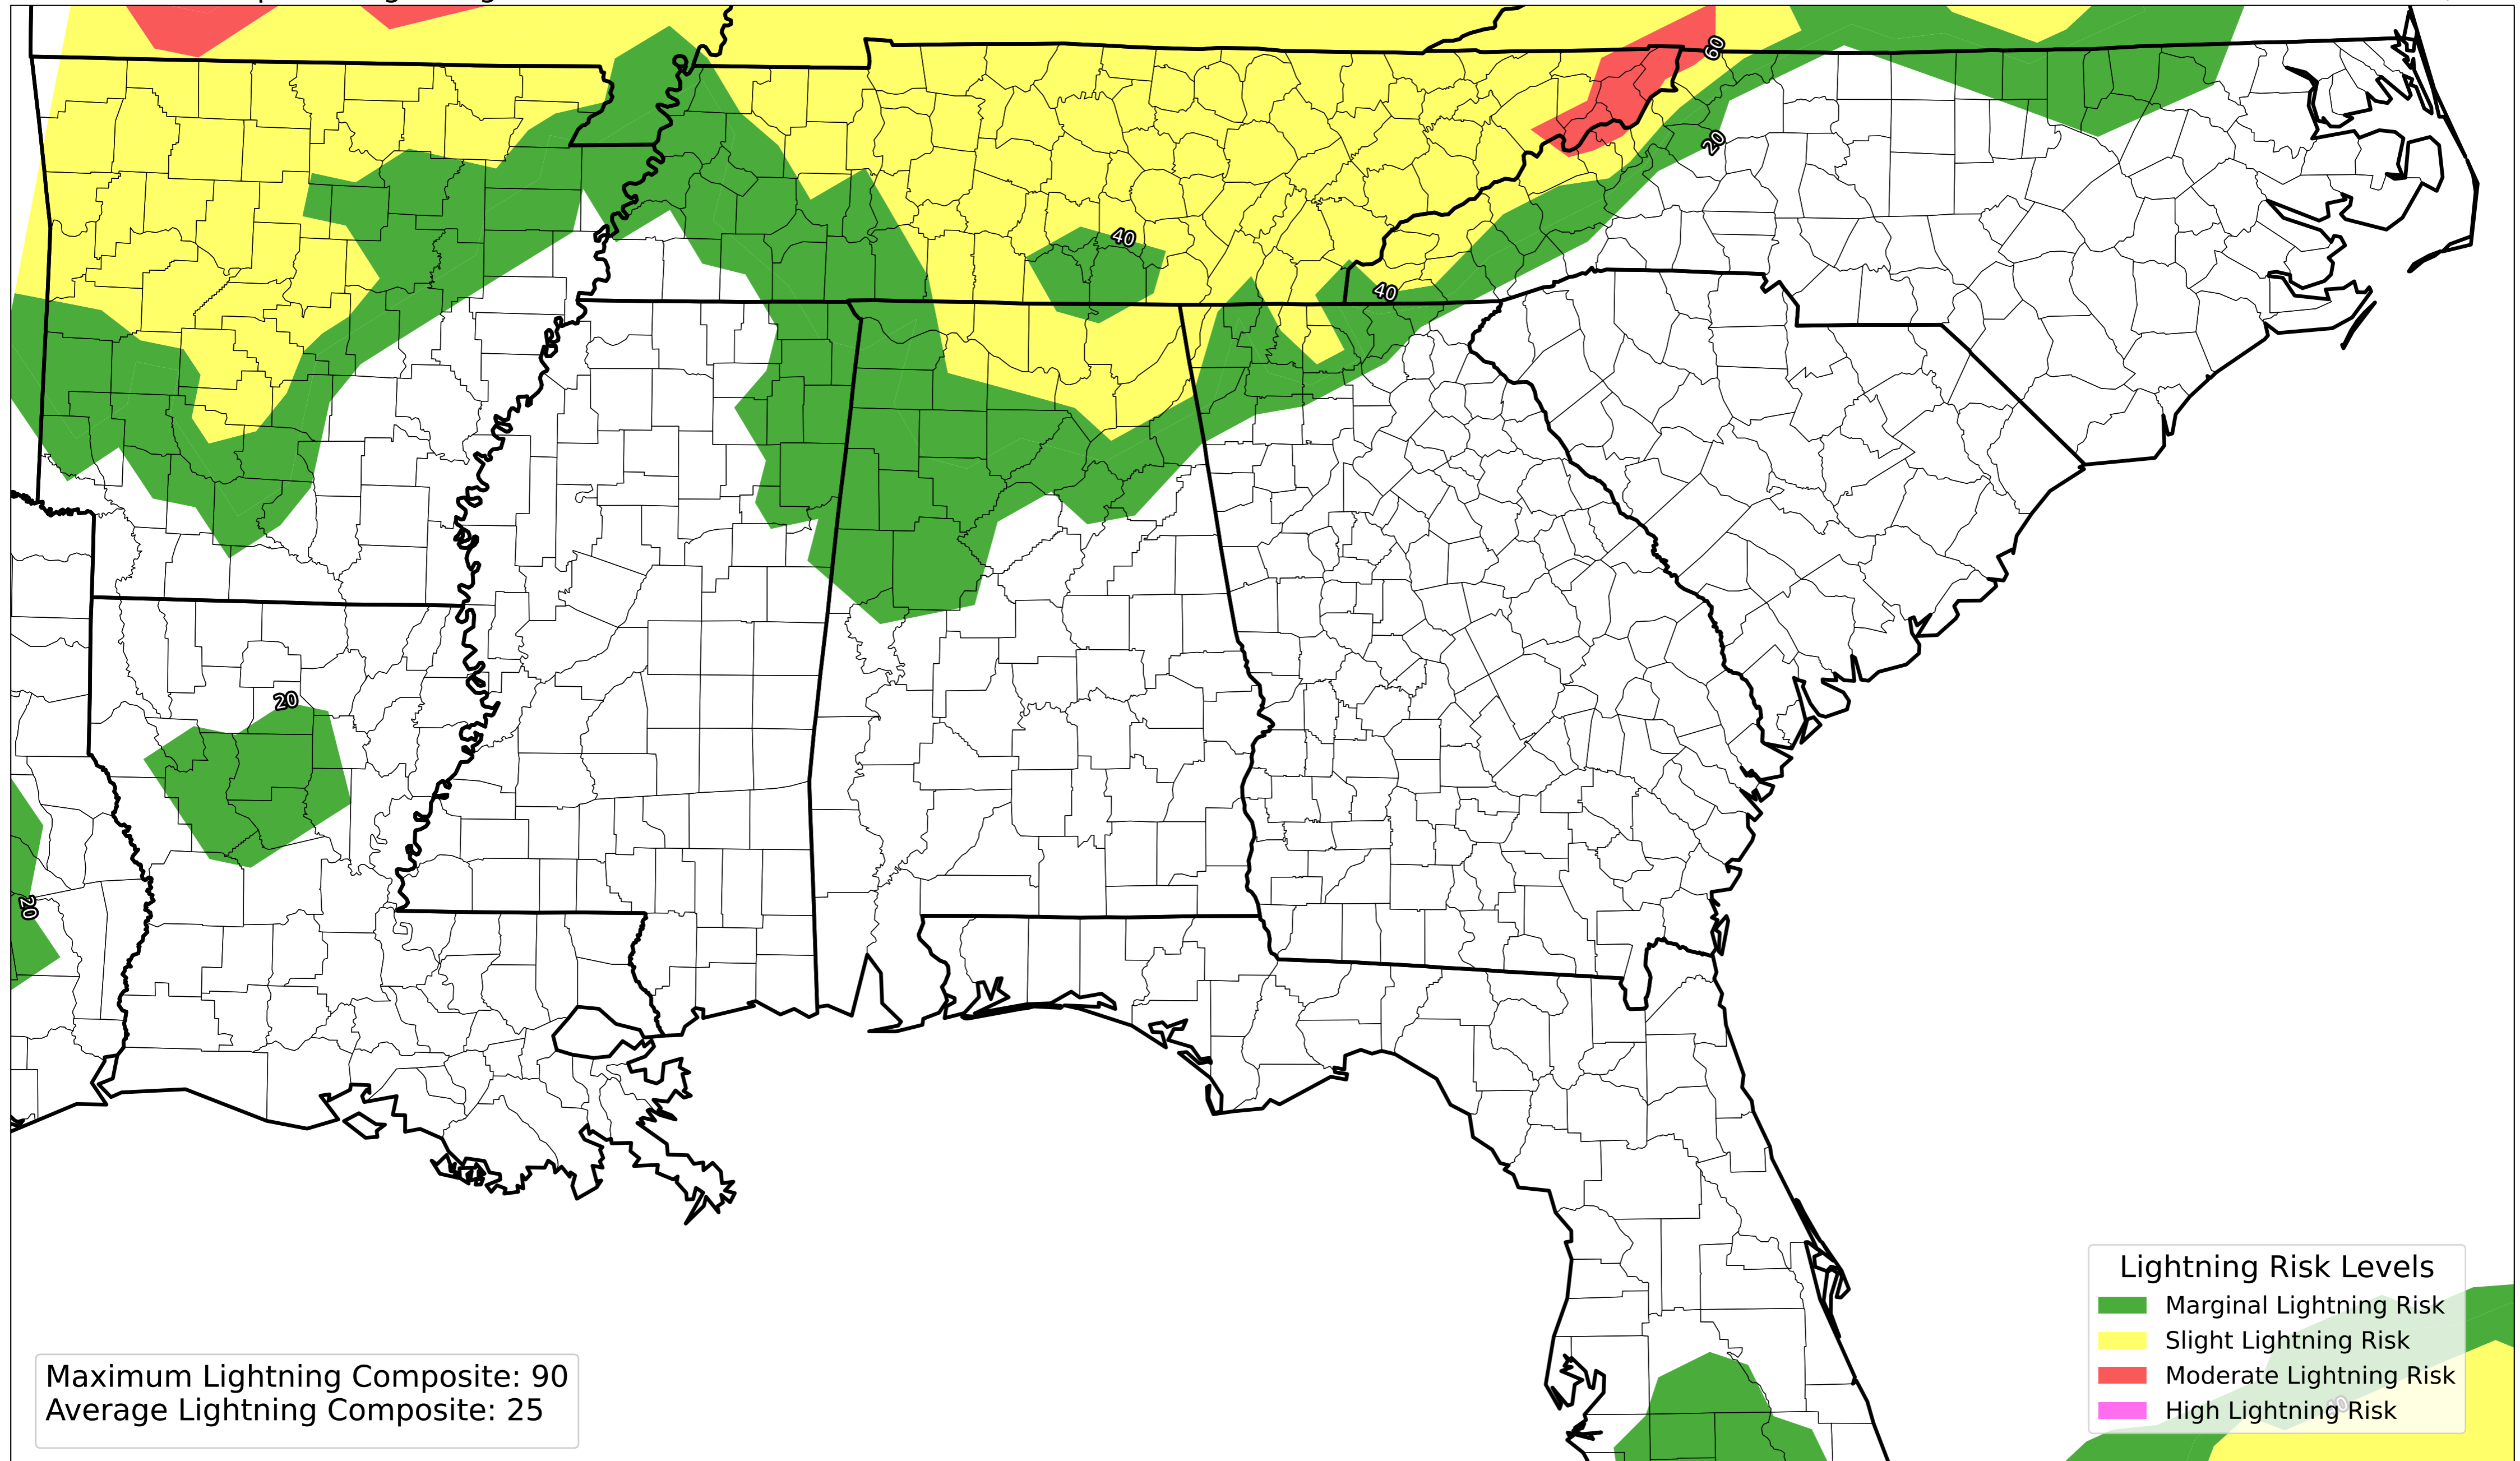 60
20
40
40
20
20
Lightning Risk Levels
Marginal Lightning Risk
Slight Lightning Risk
Moderate Lightning Risk
High Lightning Risk
Maximum Lightning Composite: 90
Average Lightning Composite: 25